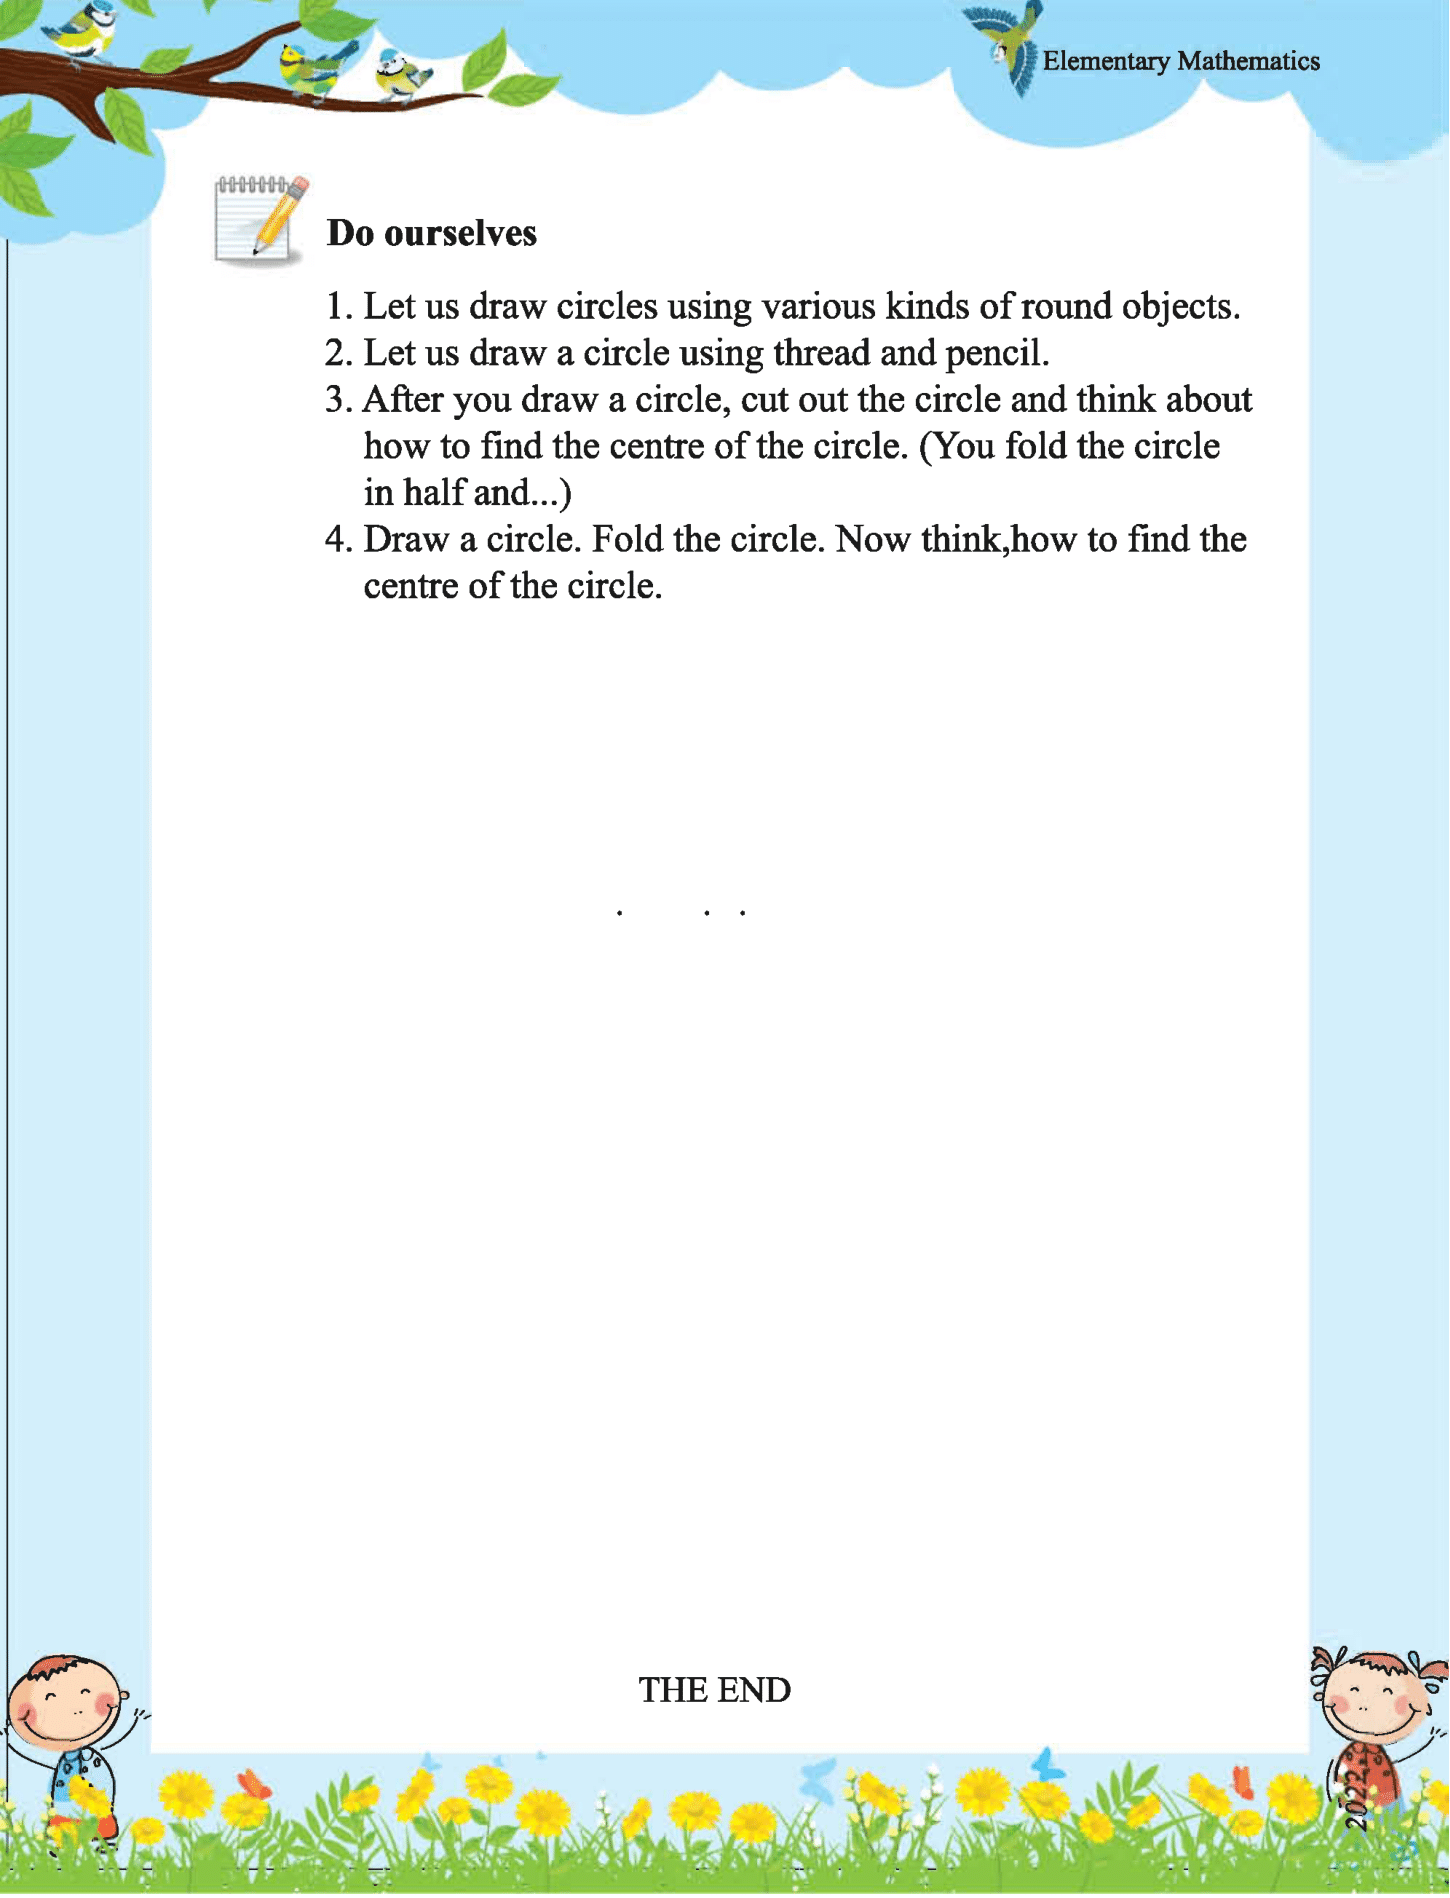 Elementary Mathematics
Do ourselves
1. Let us draw circles using various kinds of round objects.
2. Let us draw a circle using thread and pencil.
3. After you draw a circle, cut out the circle and think about
how to find the centre of the circle. (You fold the circle
in half and...)
4. Draw a circle. Fold the circle. Now think,how to find the
centre of the circle.
THE END
2022